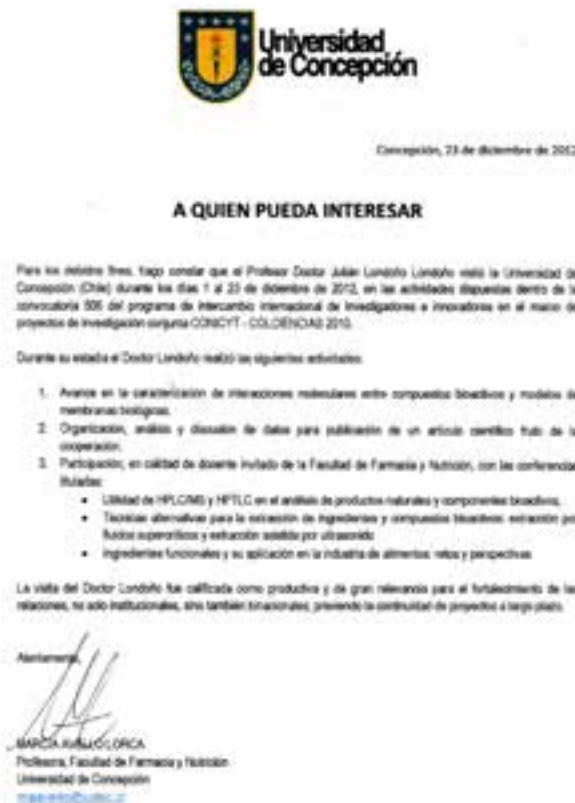 Universidad
de Concepción
Concepción, 23 de diciembre de 2012
A QUIEN PUEDA INTERESAR
Para los debidos fines, hago constar que el Profesor Doctor Julián Londoño Londoño visitó la Universidad de
Concepción (Chile) durante los días 1 al 23 de diciembre de 2012, en las actividades dispuestas dentro de la
convocatoria 506 del programa de intercambio internacional de investigadores e innovadores en el marco de
proyectos de investigación conjunta CONICYT - COLCIENCIAS 2010.
Durante su estadía el Doctor Londoño realizó las siguientes actividades:
1. Avance en la caracterización de interacciones moleculares entre compuestos bioactivos y modelos de
membranas biológicas.
2. Organización, análisis y discusión de datos para publicación de un artículo científico fruto de la
cooperación.
3. Participación, en calidad de docente invitado de la Facultad de Farmacia y Nutrición, con las conferencias
tituladas:
• Utilidad de HPLC/MS y HPTLC en el análisis de productos naturales y componentes bioactivos.
• Técnicas alternativas para la extracción de ingredientes y compuestos bioactivos: extracción por
fluidos supercríticos y extracción asistida por ultrasonido
• Ingredientes funcionales y su aplicación en la industria de alimentos: retos y perspectivas
La visita del Doctor Londoño fue calificada como productiva y de gran relevancia para el fortalecimiento de las
relaciones, no solo institucionales, sino también binacionales, previendo la continuidad de proyectos a largo plazo.
Atentamente,
MARCIA AVELLO LORCA
Profesora, Facultad de Farmacia y Nutrición
Universidad de Concepción